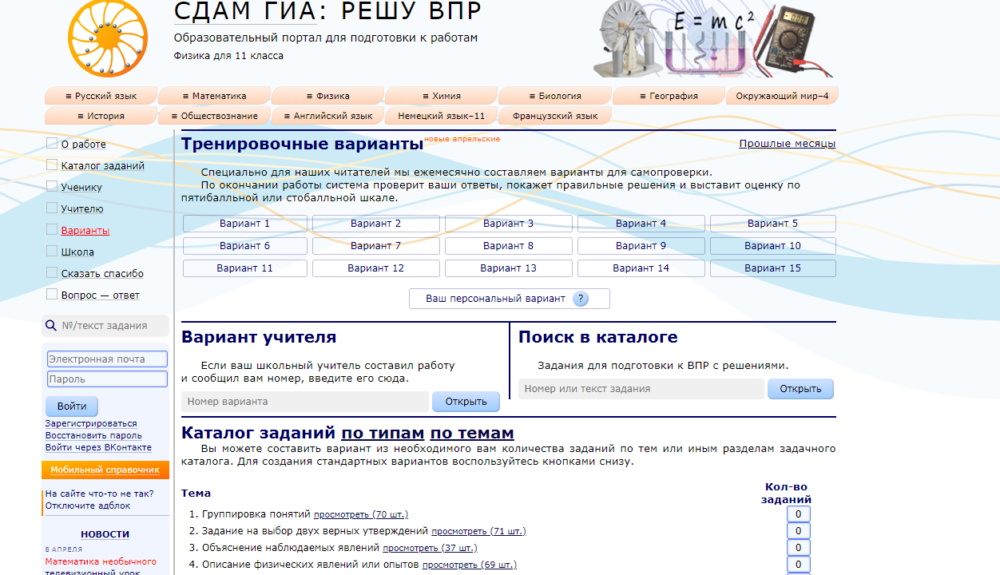 СДАМ ГИА: РЕШУ ВПР
Образовательный портал для подготовки к работам
Физика для 11 класса
E = mc²
≡ Русский язык
≡ Математика
≡ Физика
≡ Химия
≡ Биология
≡ География
Окружающий мир–4
≡ История
≡ Обществознание
≡ Английский язык
Немецкий язык–11
Французский язык
О работе
Каталог заданий
Ученику
Учителю
Варианты
Школа
Сказать спасибо
Вопрос — ответ
№/текст задания
Электронная почта
Пароль
Войти
Зарегистрироваться
Восстановить пароль
Войти через ВКонтакте
Мобильный справочник
На сайте что-то не так?
Отключите адблок
НОВОСТИ
8 АПРЕЛЯ
Математика необычного
телевизионный урок
Тренировочные варианты новые апрельские
Прошлые месяцы
Специально для наших читателей мы ежемесячно составляем варианты для самопроверки.
По окончании работы система проверит ваши ответы, покажет правильные решения и выставит оценку по
пятибалльной или стобалльной шкале.
Вариант 1
Вариант 2
Вариант 3
Вариант 4
Вариант 5
Вариант 6
Вариант 7
Вариант 8
Вариант 9
Вариант 10
Вариант 11
Вариант 12
Вариант 13
Вариант 14
Вариант 15
Ваш персональный вариант ?
Вариант учителя
Если ваш школьный учитель составил работу
и сообщил вам номер, введите его сюда.
Номер варианта
Открыть
Поиск в каталоге
Задания для подготовки к ВПР с решениями.
Номер или текст задания
Открыть
Каталог заданий по типам по темам
Вы можете составить вариант из необходимого вам количества заданий по тем или иным разделам задачного
каталога. Для создания стандартных вариантов воспользуйтесь кнопками снизу.
Тема
Кол-во
заданий
1. Группировка понятий просмотреть (70 шт.)
0
2. Задание на выбор двух верных утверждений просмотреть (71 шт.)
0
3. Объяснение наблюдаемых явлений просмотреть (37 шт.)
0
4. Описание физических явлений или опытов просмотреть (69 шт.)
0